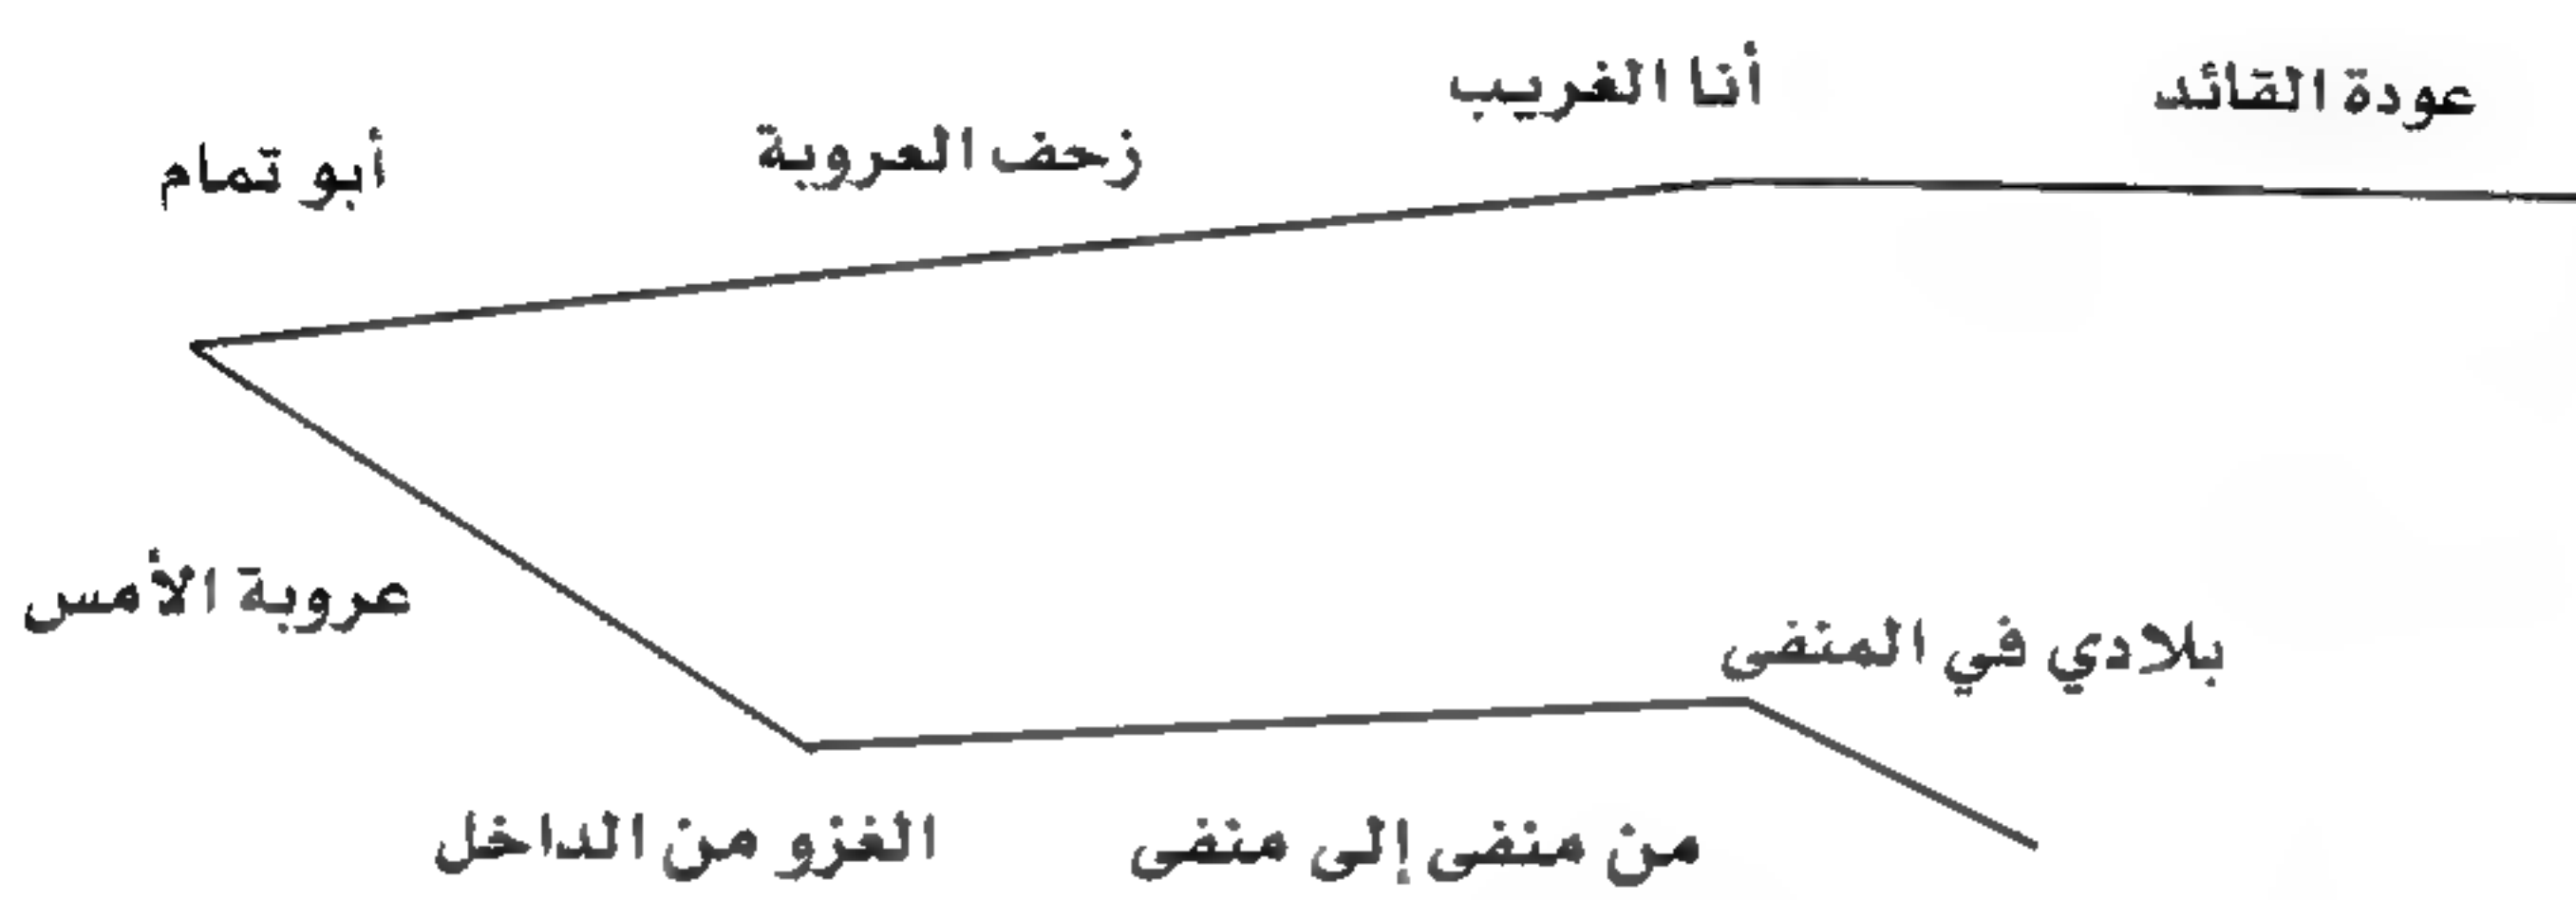 عودة القائد
أنا الغريب
زحف العروبة
أبو تمام
عروبة الأمس
بلادي في المنفى
من منفى إلى منفى
الغزو من الداخل